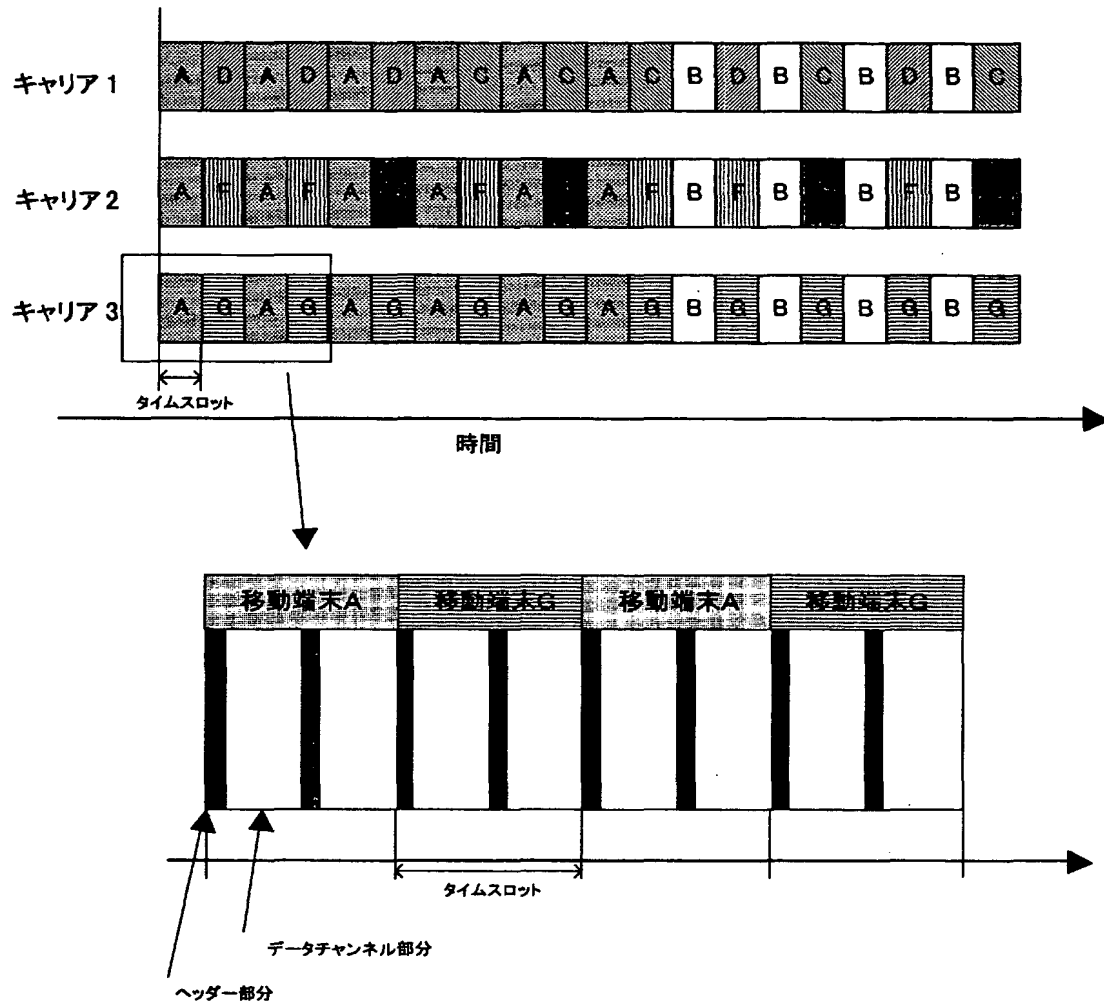 キャリア 1 A D A D A D A C A C A C B D B C B D B C
キャリア 2 A F A F A A F A A F B F B B F B
キャリア 3 A G A G A G A G A G A G B G B G B G B G
タイムスロット
時間
移動端末A 移動端末G 移動端末A 移動端末G
タイムスロット
データチャンネル部分
ヘッダー部分